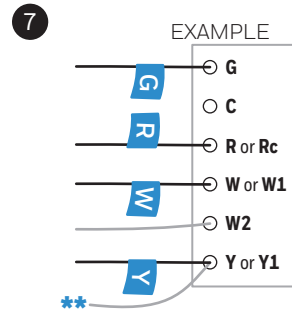 7
EXAMPLE
G G
C
R R or Rc
W W or W1
W2
Y Y or Y1
**